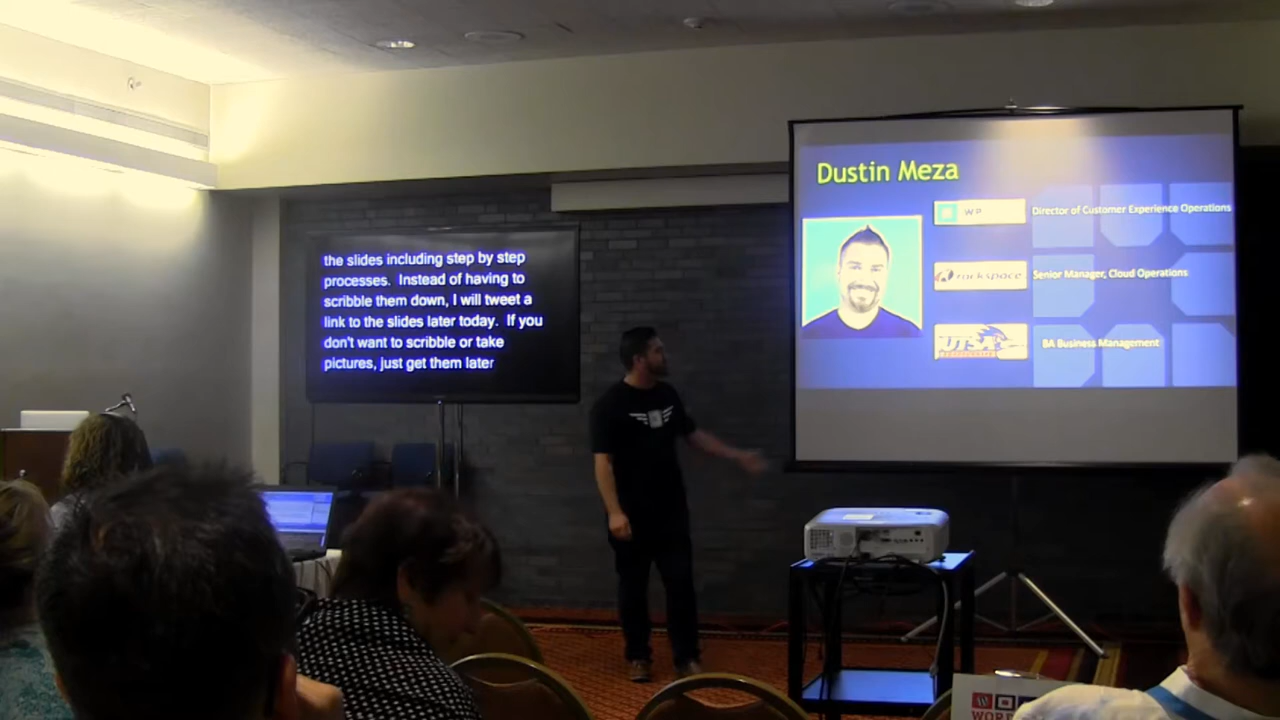 the slides including step by step
processes. Instead of having to
scribble them down, I will tweet a
link to the slides later today. If you
don't want to scribble or take
pictures, just get them later
Dustin Meza
WP
Director of Customer Experience Operations
rackspace
Senior Manager, Cloud Operations
UTSA
BA Business Management
WORD